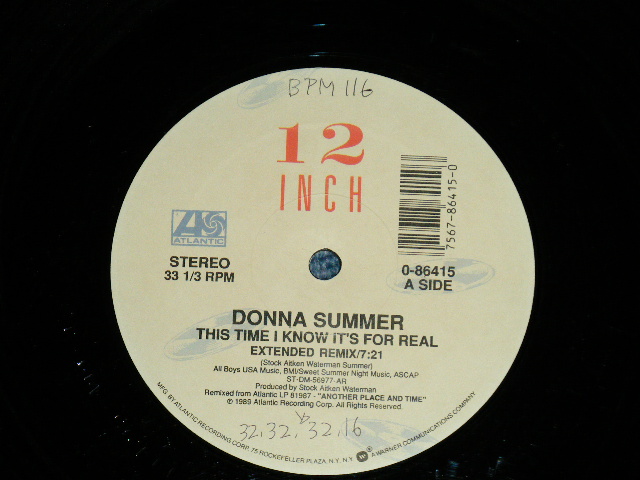 BPM 116
12
INCH
ATLANTIC
7567-86415-0
STEREO
33 1/3 RPM
0-86415
A SIDE
DONNA SUMMER
THIS TIME I KNOW IT'S FOR REAL
EXTENDED REMIX/7:21
(Stock Aitken Waterman Summer)
All Boys USA Music, BMI/Sweet Summer Night Music, ASCAP
ST-DM-56977-AR
Produced by Stock Aitken Waterman
Remixed from Atlantic LP 81987 - "ANOTHER PLACE AND TIME"
© 1989 Atlantic Recording Corp. All Rights Reserved.
32, 32, 32, 16
MFG. BY ATLANTIC RECORDING CORP. 75 ROCKEFELLER PLAZA, N.Y. N.Y. A WARNER COMMUNICATIONS COMPANY